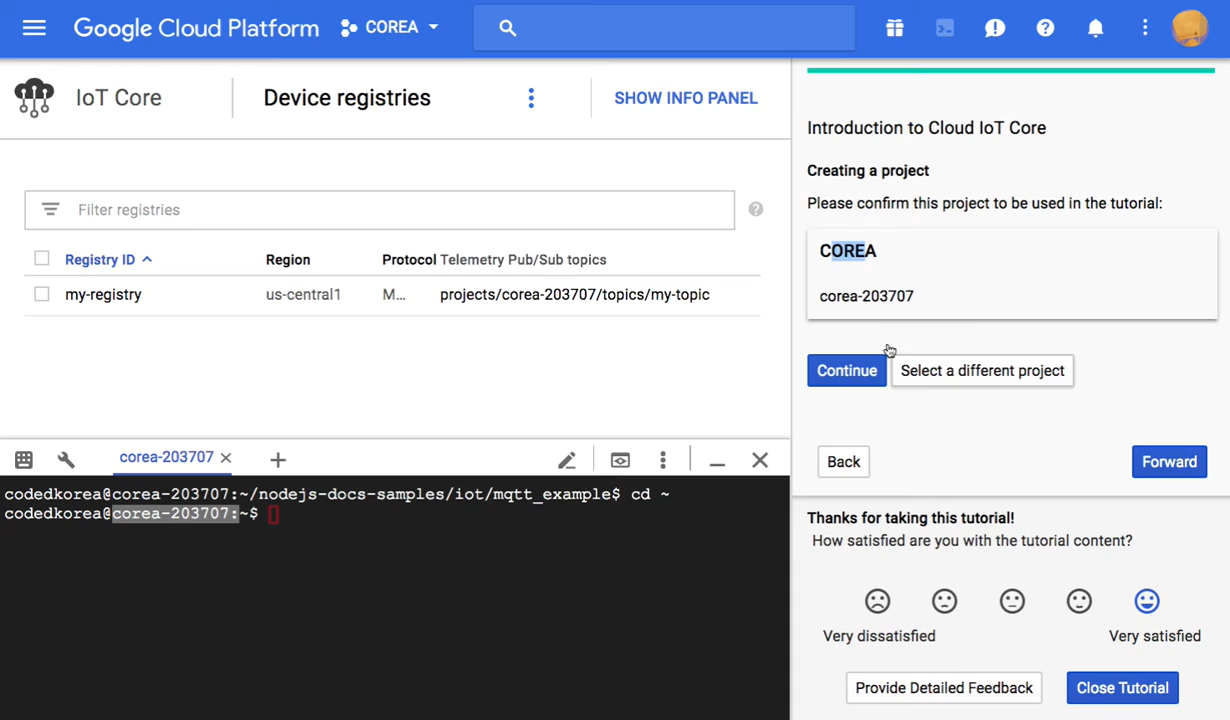 Google Cloud Platform
COREA
IoT Core
Device registries
SHOW INFO PANEL
Filter registries
Registry ID
Region
Protocol
Telemetry Pub/Sub topics
my-registry
us-central1
M...
projects/corea-203707/topics/my-topic
corea-203707
codedkorea@corea-203707:~/nodejs-docs-samples/iot/mqtt_example$ cd ~
codedkorea@corea-203707:~$
Introduction to Cloud IoT Core
Creating a project
Please confirm this project to be used in the tutorial:
COREA
corea-203707
Continue
Select a different project
Back
Forward
Thanks for taking this tutorial!
How satisfied are you with the tutorial content?
Very dissatisfied
Very satisfied
Provide Detailed Feedback
Close Tutorial